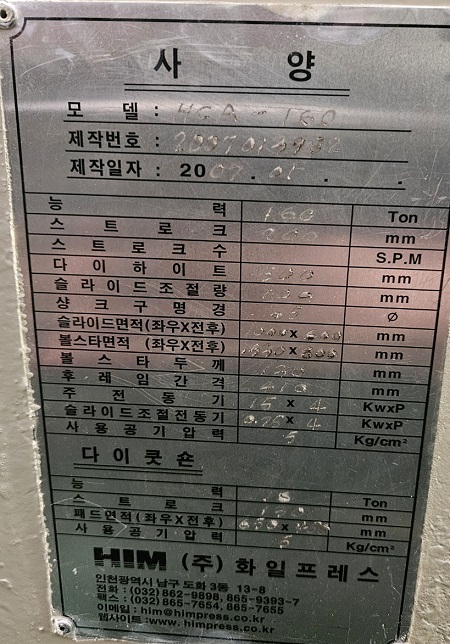 사 양
모 델 : HGA - 160
제작번호 :
제작일자 : 2007. 05 . .
능 력 160 Ton
스 트 로 크 200 mm
스 트 로 크 수 S.P.M
다 이 하 이 트 mm
슬 라 이 드 조 절 량 mm
샹 크 구 명 경 Ø
슬라이드면적(좌우X전후) X mm
볼스타면적 (좌우X전후) X mm
볼 스 타 두 께 mm
후 레 임 간 격 mm
주 전 동 기 15 X 4 KwxP
슬라이드조절전동기 0.75 X 4 KwxP
사 용 공 기 압 력 5 Kg/cm²
다 이 쿳 숀
능 력 Ton
스 트 로 크 mm
패드연적(좌우X전후) X mm
사 용 공 기 압 력 5 Kg/cm²
HIM (주) 화 일 프 레 스
인천광역시 남구 도화 3동 13-8
전화 : (032) 862-9898, 865-9393~7
팩스 : (032) 865-7654, 865-7655
이메일 : him@himpress.co.kr
웹사이트 : www.himpress.co.kr